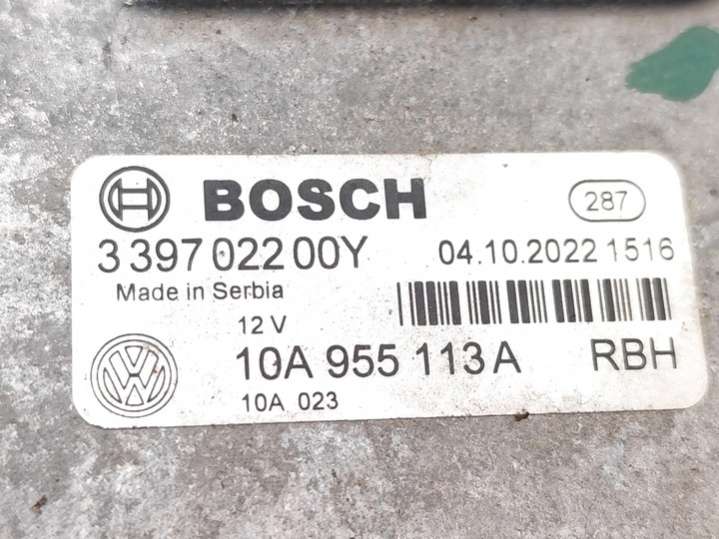 BOSCH 287
3 397 022 00Y 04.10.2022 1516
Made in Serbia
12 V
10A 955 113 A RBH
10A 023